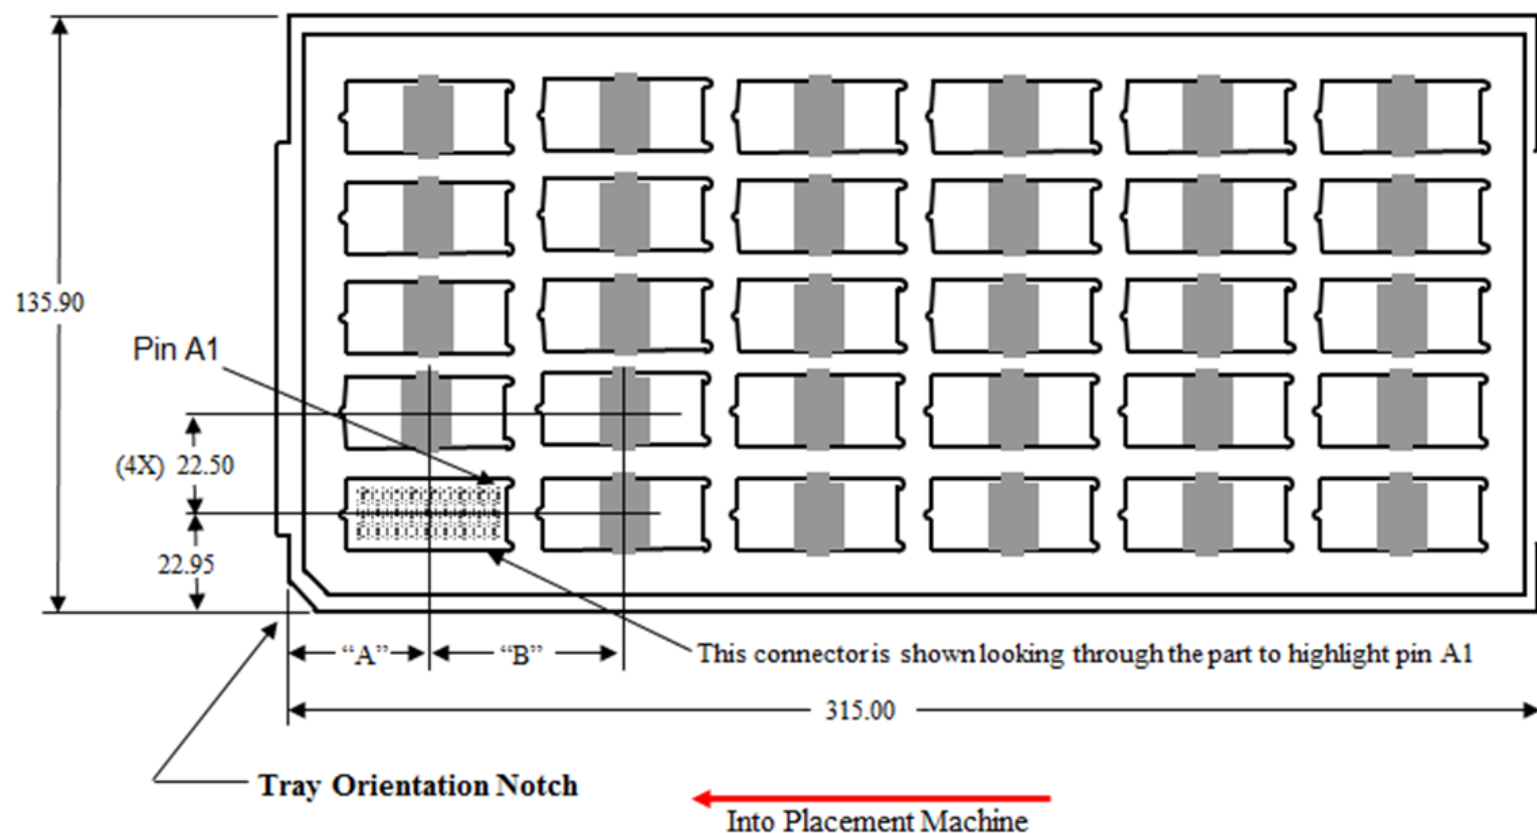 135.90
Pin A1
(4X) 22.50
22.95
“A”
“B”
This connector is shown looking through the part to highlight pin A1
315.00
Tray Orientation Notch
Into Placement Machine